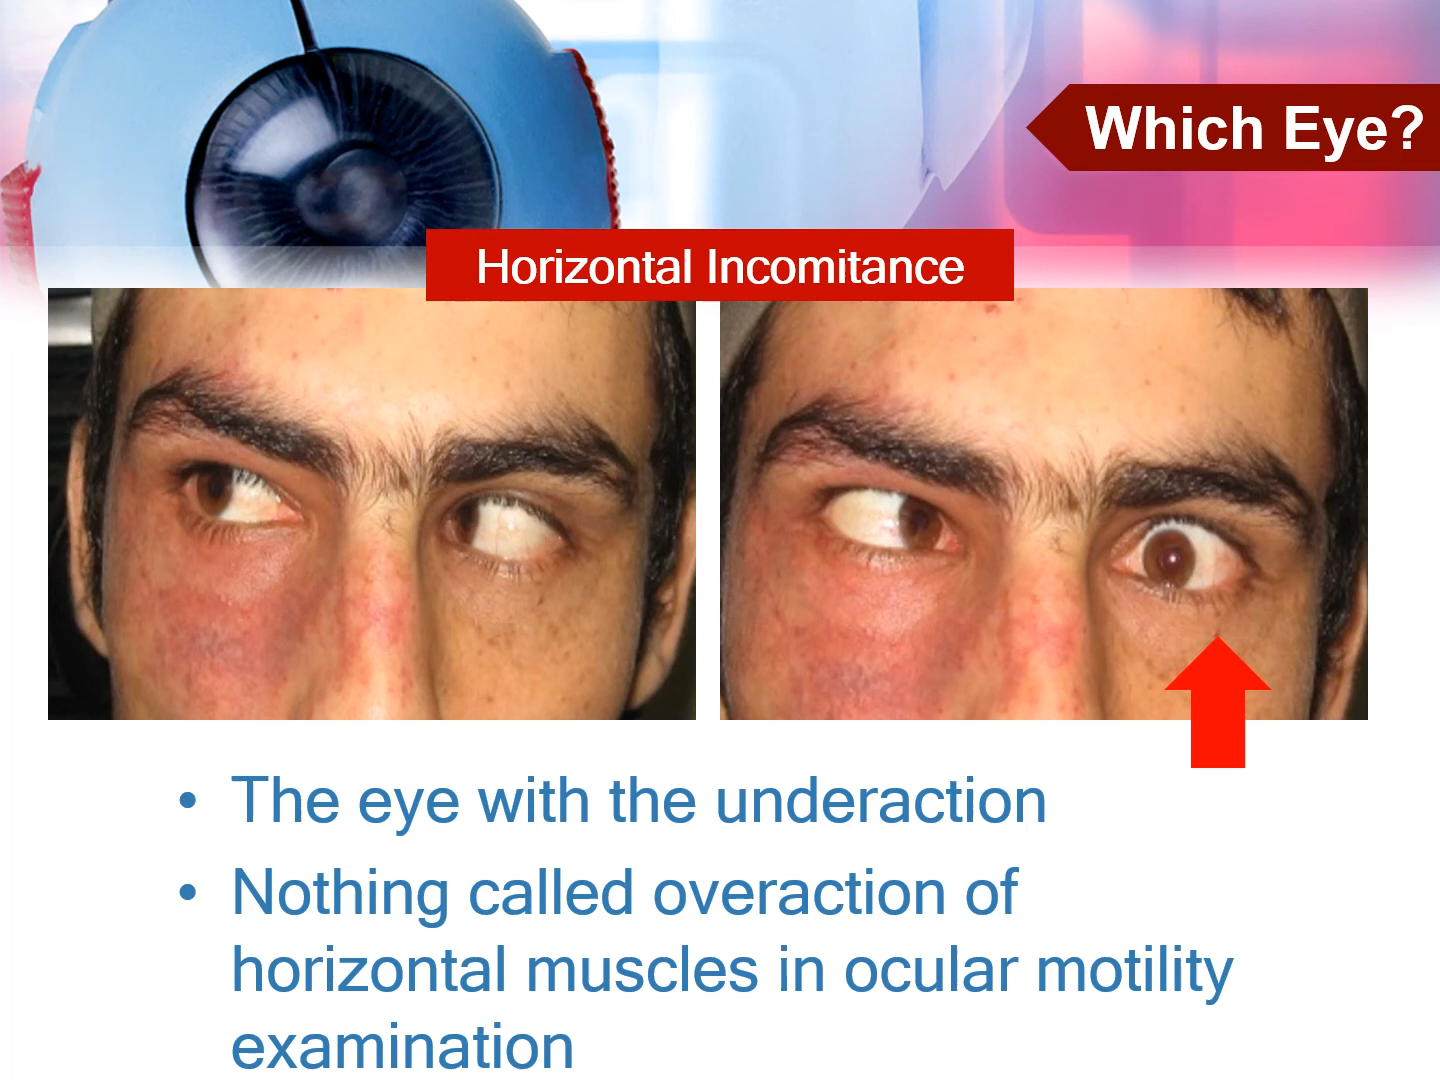 Which Eye?
Horizontal Incomitance
• The eye with the underaction
• Nothing called overaction of
horizontal muscles in ocular motility
examination